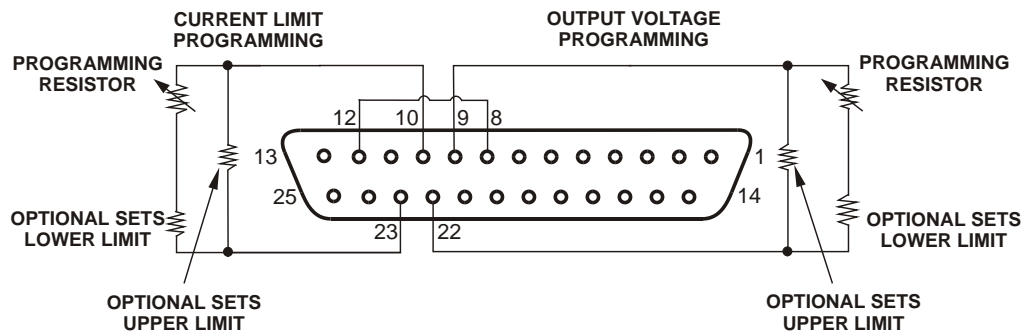 CURRENT LIMIT
PROGRAMMING
OUTPUT VOLTAGE
PROGRAMMING
PROGRAMMING
RESISTOR
PROGRAMMING
RESISTOR
12
10
9
8
13
1
25
14
23
22
OPTIONAL SETS
LOWER LIMIT
OPTIONAL SETS
LOWER LIMIT
OPTIONAL SETS
UPPER LIMIT
OPTIONAL SETS
UPPER LIMIT